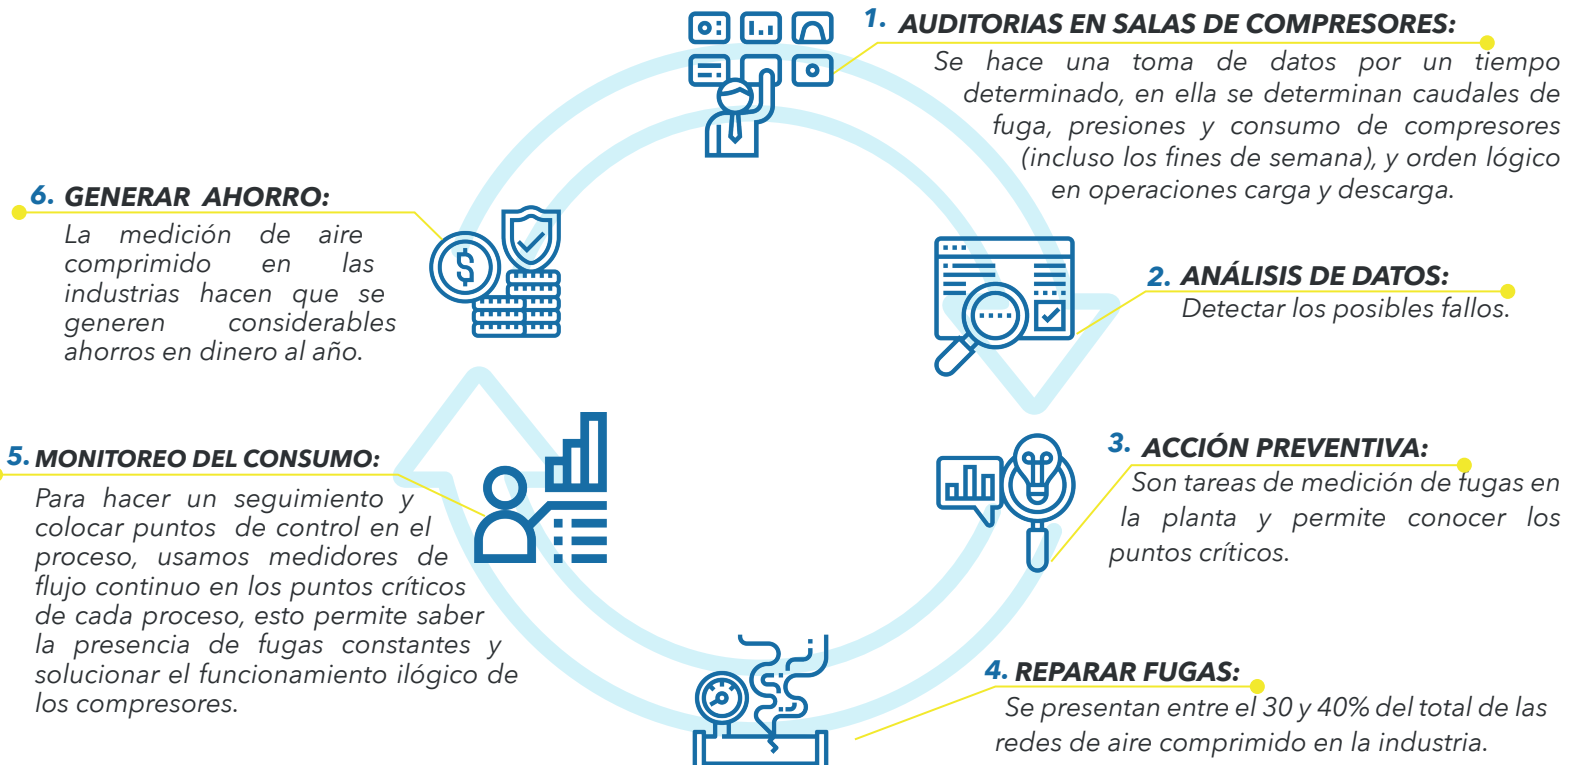 1. AUDITORIAS EN SALAS DE COMPRESORES:
Se hace una toma de datos por un tiempo
determinado, en ella se determinan caudales de
fuga, presiones y consumo de compresores
(incluso los fines de semana), y orden lógico
en operaciones carga y descarga.
2. ANÁLISIS DE DATOS:
Detectar los posibles fallos.
3. ACCIÓN PREVENTIVA:
Son tareas de medición de fugas en
la planta y permite conocer los
puntos críticos.
4. REPARAR FUGAS:
Se presentan entre el 30 y 40% del total de las
redes de aire comprimido en la industria.
5. MONITOREO DEL CONSUMO:
Para hacer un seguimiento y
colocar puntos de control en el
proceso, usamos medidores de
flujo continuo en los puntos críticos
de cada proceso, esto permite saber
la presencia de fugas constantes y
solucionar el funcionamiento ilógico de
los compresores.
6. GENERAR AHORRO:
La medición de aire
comprimido en las
industrias hacen que se
generen considerables
ahorros en dinero al año.